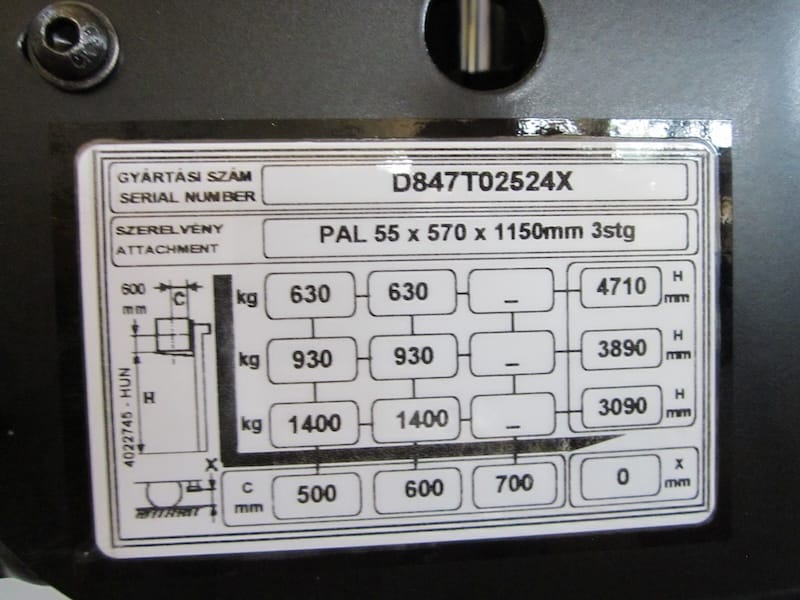 GYÁRTÁSI SZÁM
SERIAL NUMBER
D847T02524X
SZERELVÉNY
ATTACHMENT
PAL 55 x 570 x 1150mm 3stg
600 mm
C
kg 630 630 _ 4710 H mm
kg 930 930 _ 3890 H mm
H
kg 1400 1400 _ 3090 H mm
4022745 - HUN
X
C mm 500 600 700 0 X mm